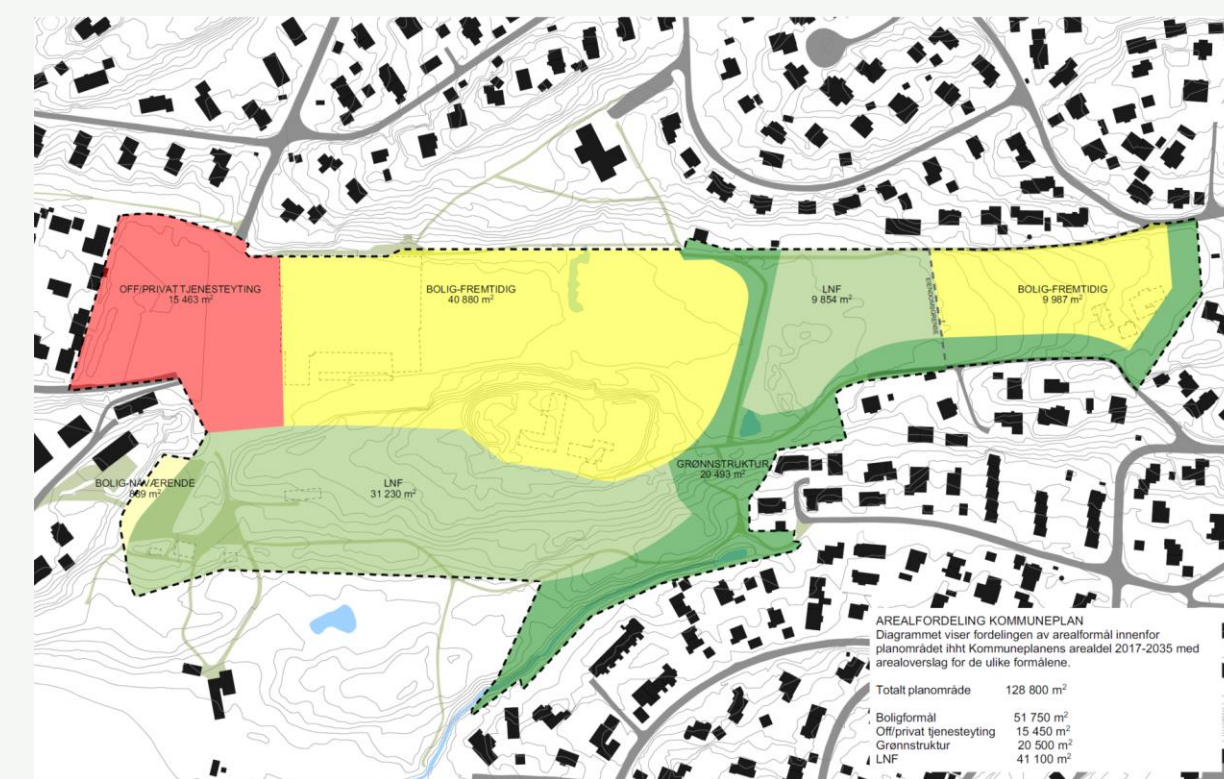 OFF/PRIVAT TJENESTEYTING
15 463 m²
BOLIG-FREMTIDIG
40 880 m²
LNF
9 854 m²
EIENDOMSGRENSE
BOLIG-FREMTIDIG
9 987 m²
BOLIG-NÅVÆRENDE
889 m²
LNF
31 230 m²
GRØNNSTRUKTUR
20 493 m²
AREALFORDELING KOMMUNEPLAN
Diagrammet viser fordelingen av arealformål innenfor
planområdet ihht Kommuneplanens arealdel 2017-2035 med
arealoverslag for de ulike formålene.
Totalt planområde 128 800 m²
Boligformål 51 750 m²
Off/privat tjenesteyting 15 450 m²
Grønnstruktur 20 500 m²
LNF 41 100 m²